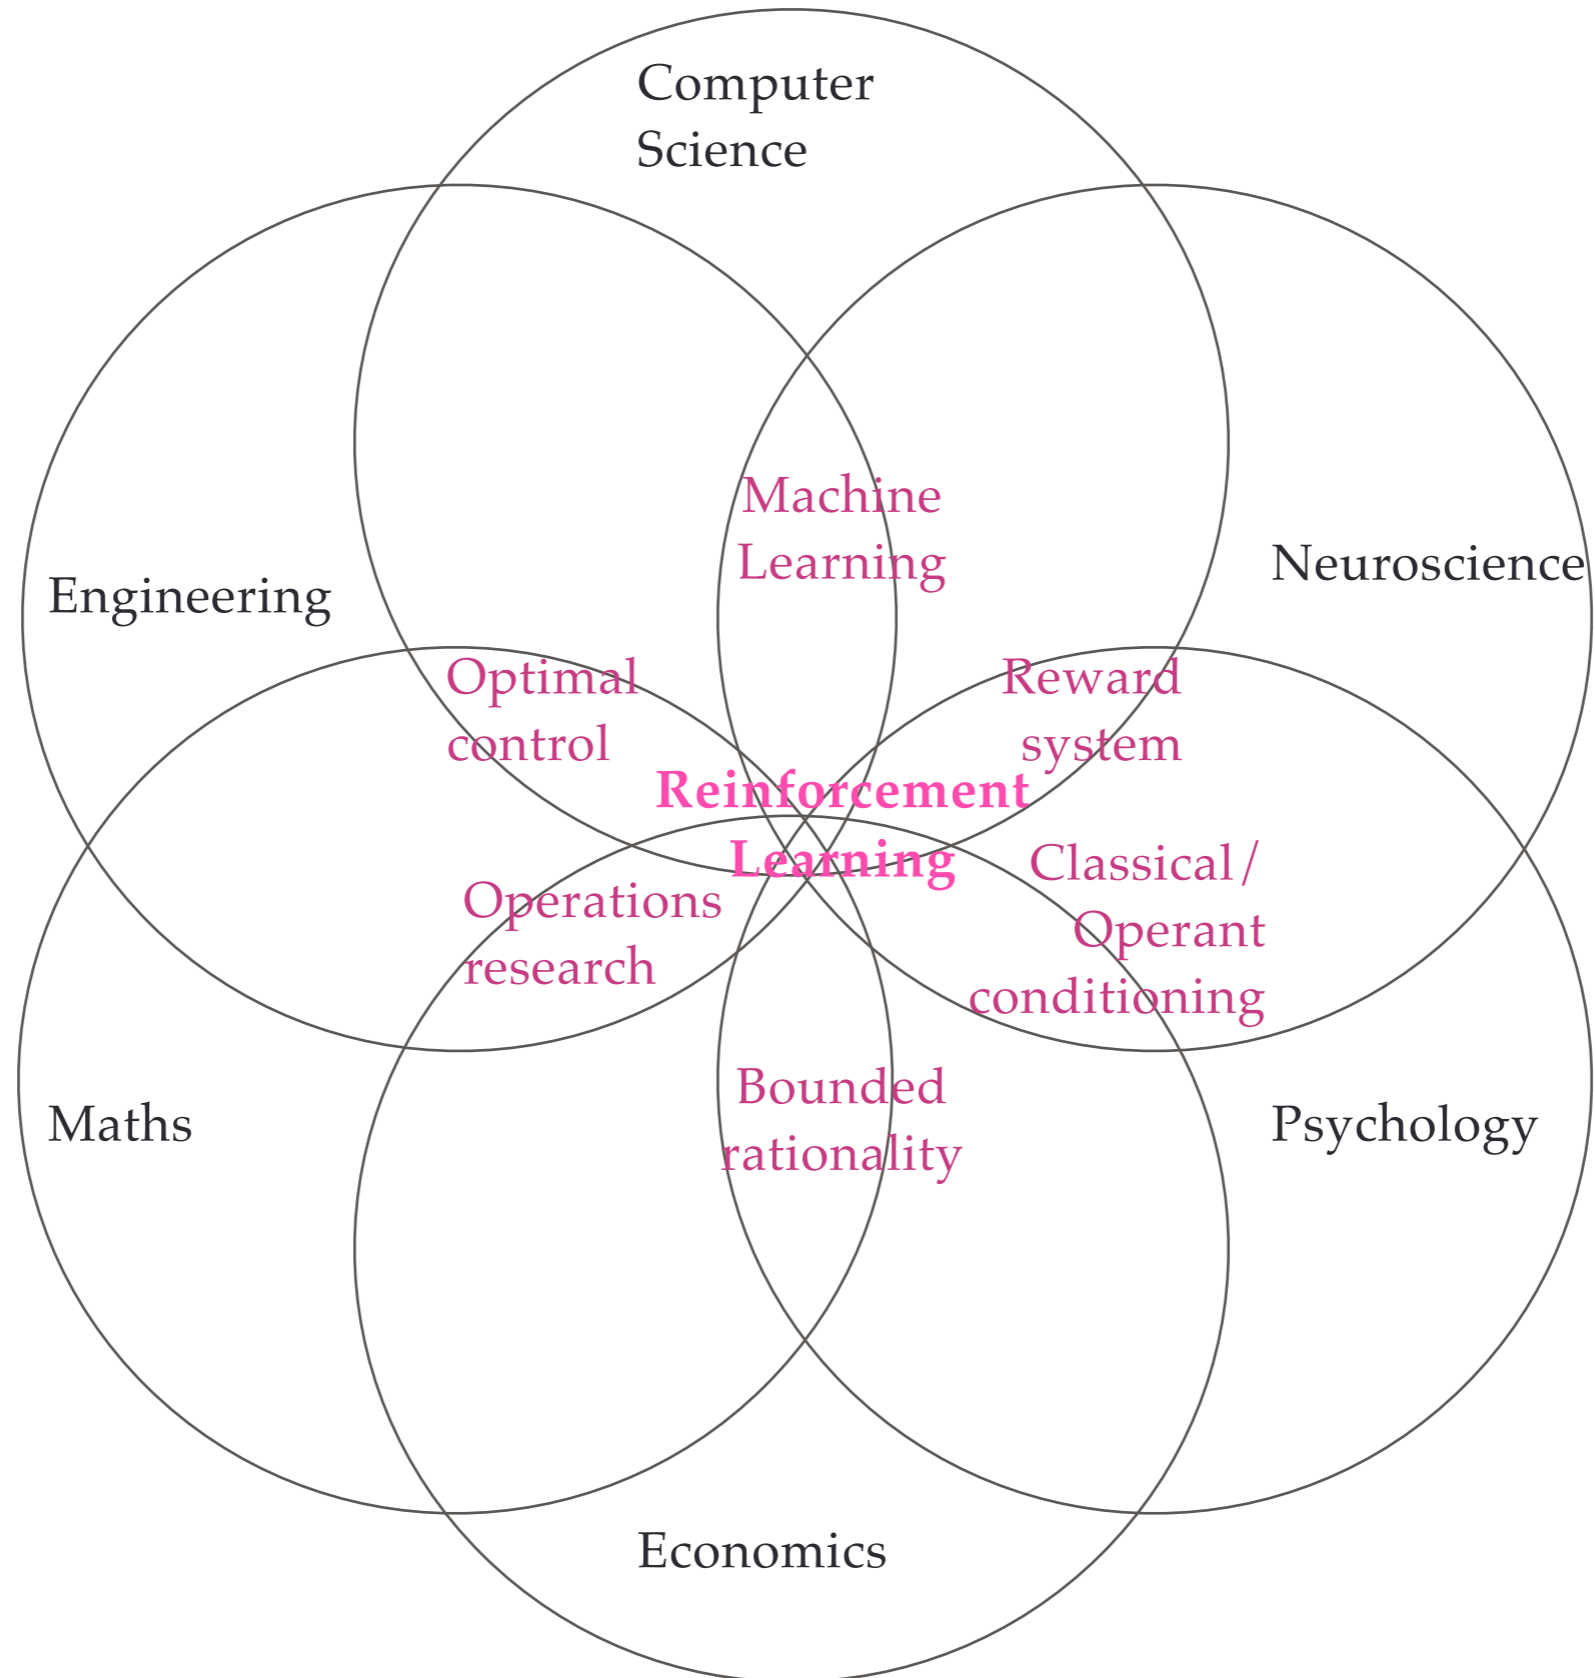 Computer
Science
Machine
Learning
Neuroscience
Engineering
Optimal
control
Reward
system
Reinforcement
Learning
Classical/
Operant
conditioning
Operations
research
Bounded
rationality
Maths
Psychology
Economics